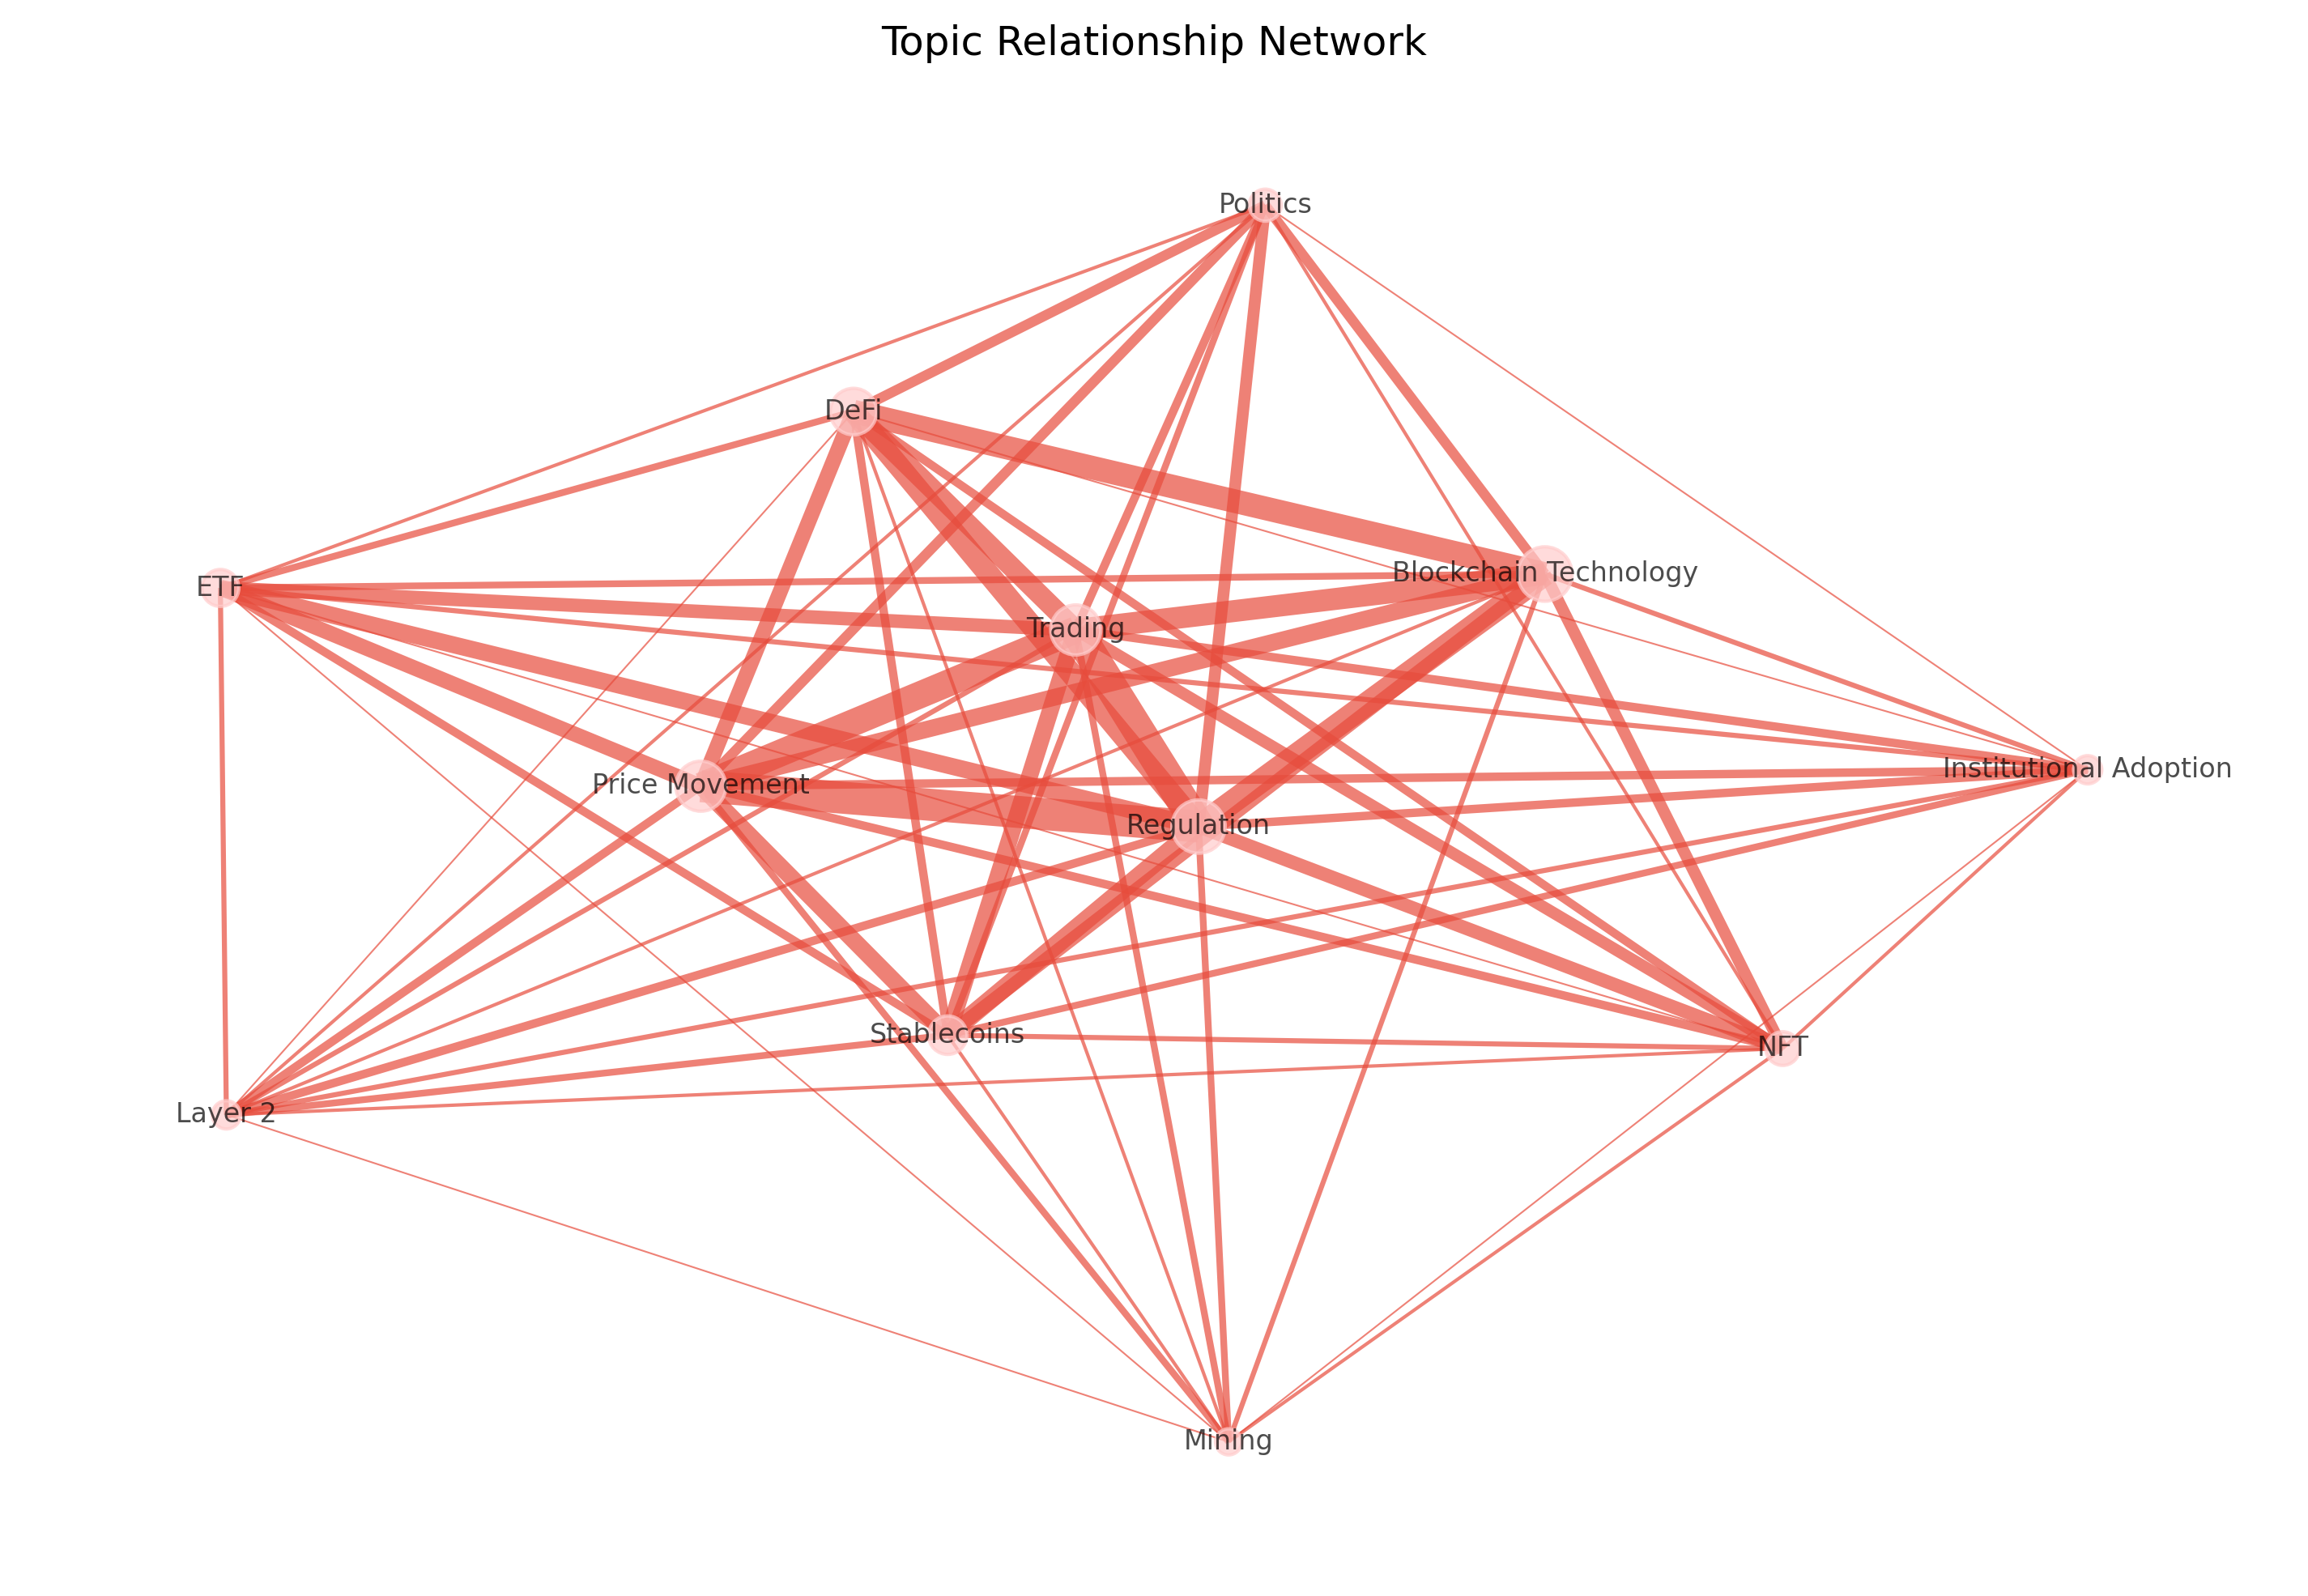 Topic Relationship Network
Politics
DeFi
Blockchain Technology
ETF
Trading
Institutional Adoption
Price Movement
Regulation
Stablecoins
NFT
Layer 2
Mining